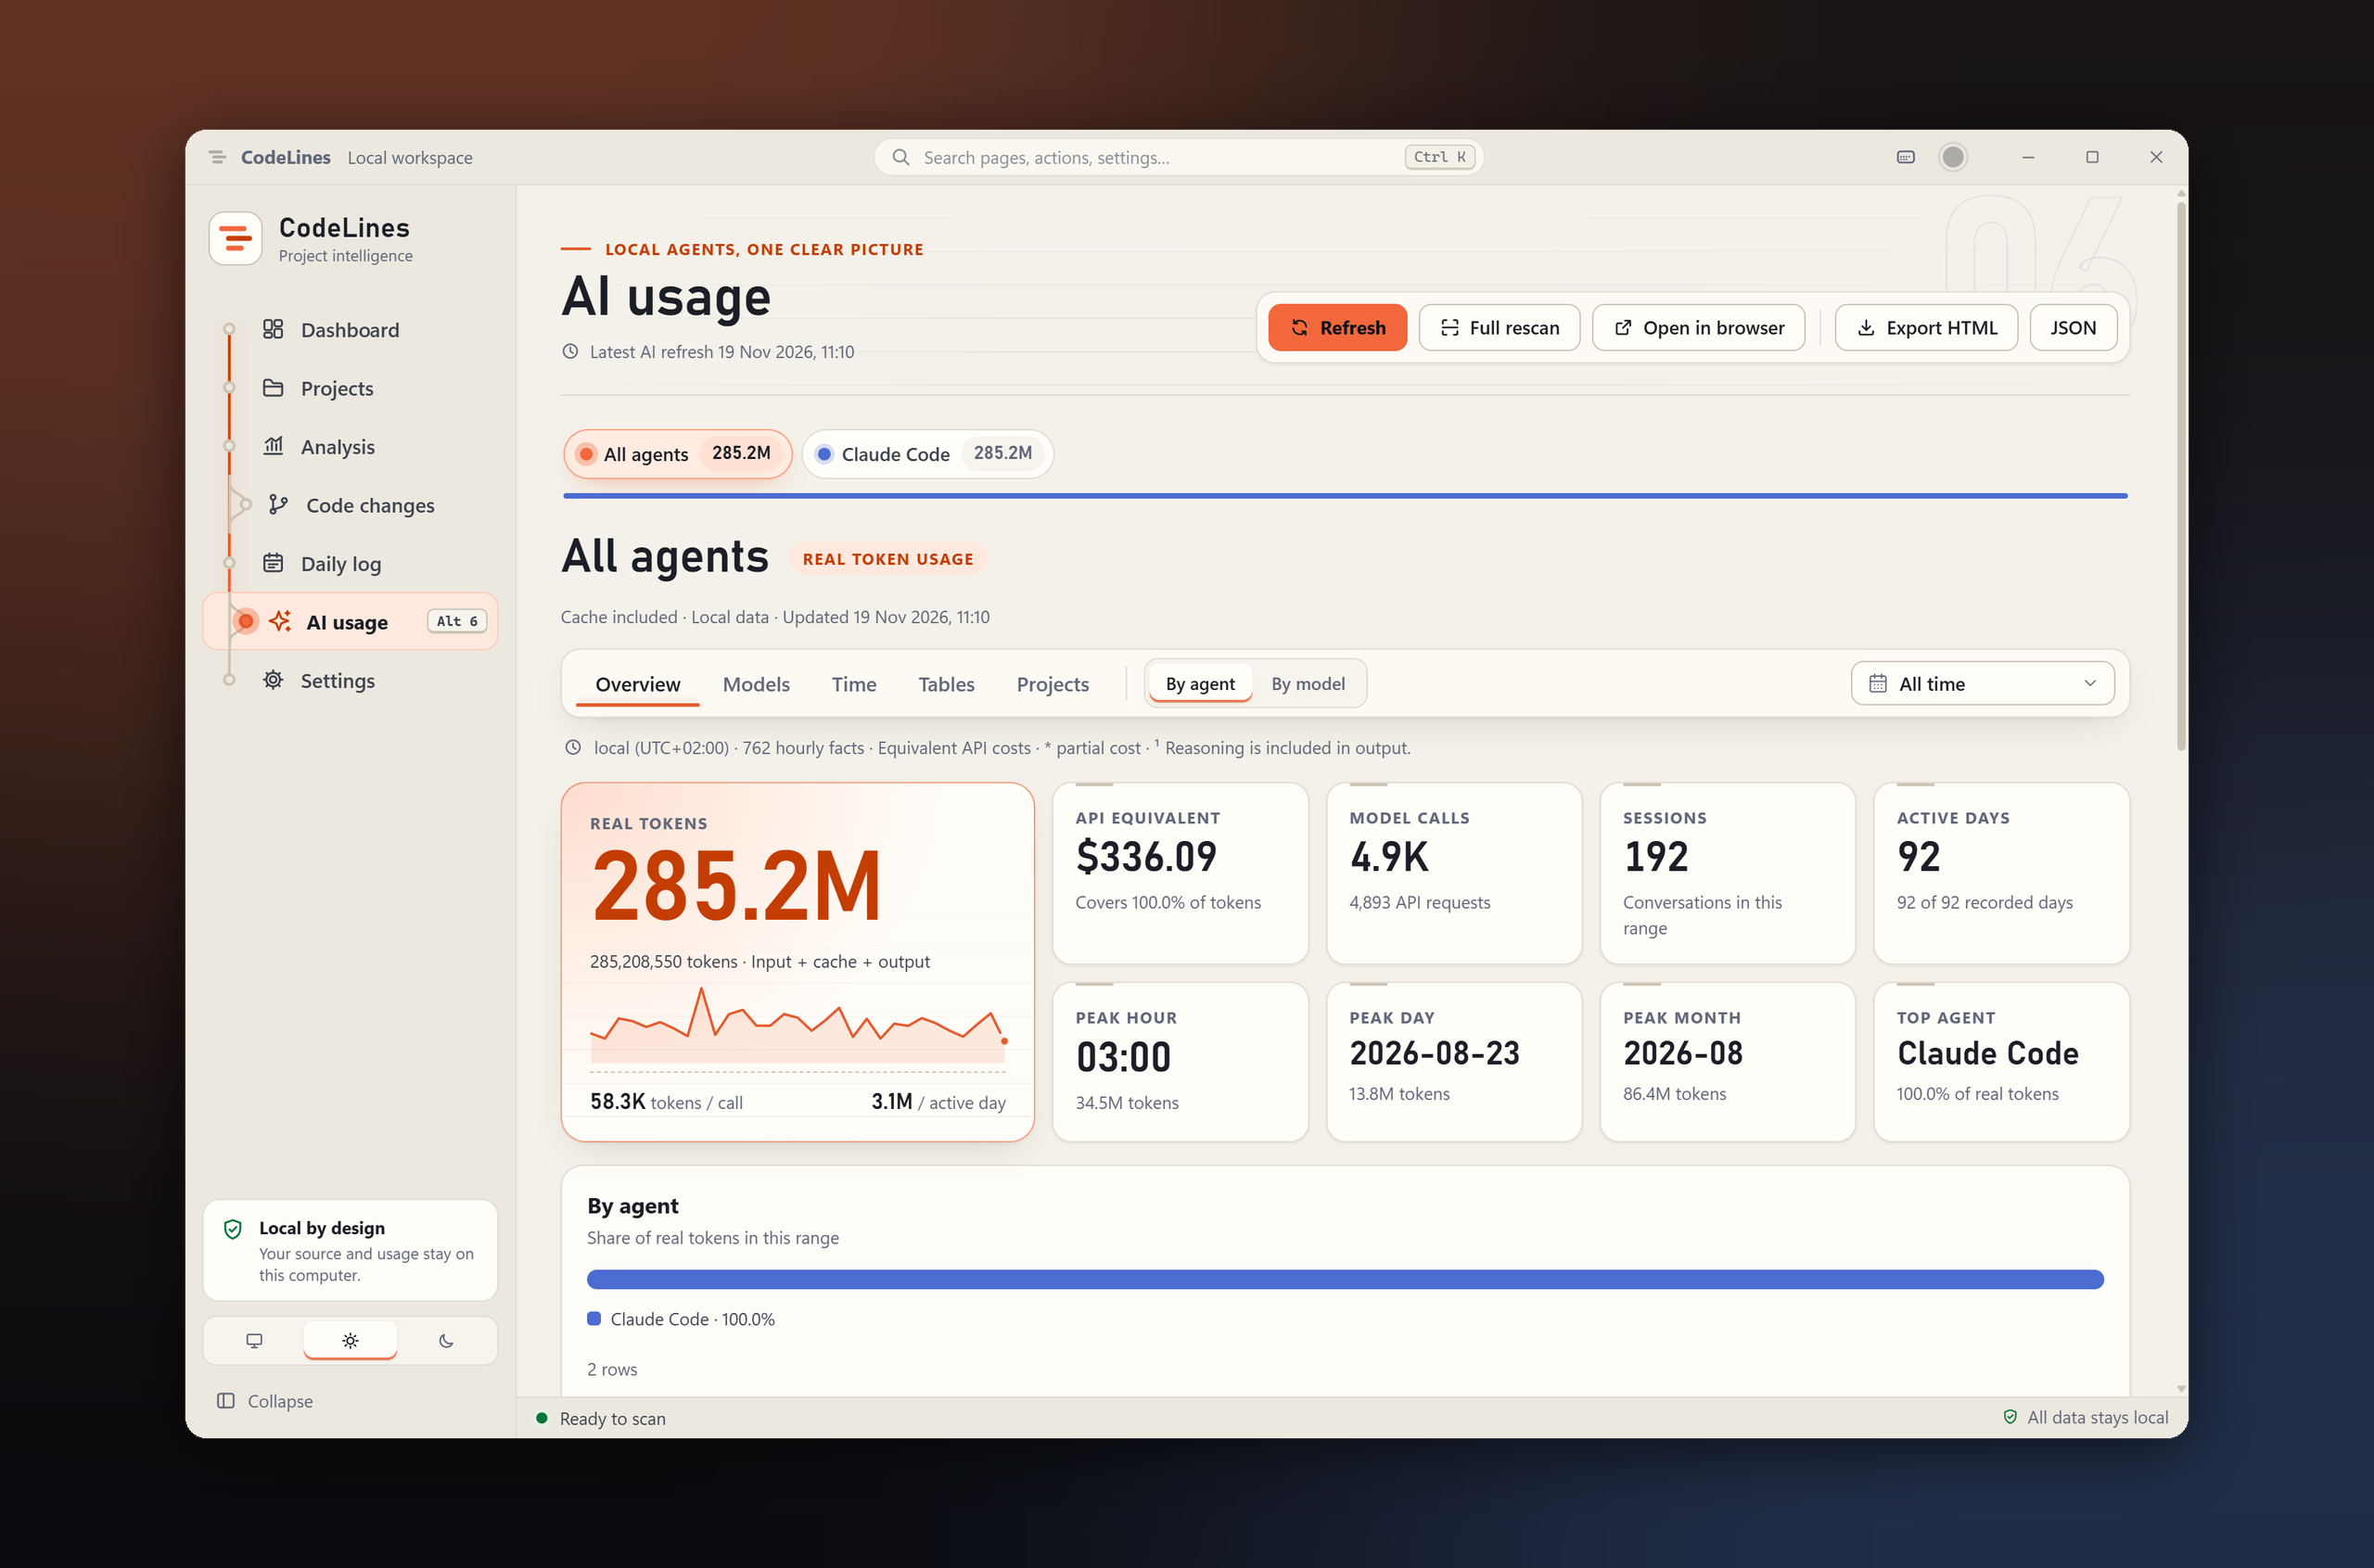 CodeLines Local workspace
Search pages, actions, settings... Ctrl K
CodeLines
Project intelligence
Dashboard
Projects
Analysis
Code changes
Daily log
AI usage Alt 6
Settings
Local by design
Your source and usage stay on
this computer.
Collapse
06
LOCAL AGENTS, ONE CLEAR PICTURE
AI usage
Latest AI refresh 19 Nov 2026, 11:10
Refresh Full rescan Open in browser Export HTML JSON
All agents 285.2M Claude Code 285.2M
All agents REAL TOKEN USAGE
Cache included · Local data · Updated 19 Nov 2026, 11:10
Overview Models Time Tables Projects By agent By model All time
local (UTC+02:00) · 762 hourly facts · Equivalent API costs · * partial cost · ¹ Reasoning is included in output.
REAL TOKENS
285.2M
285,208,550 tokens · Input + cache + output
58.3K tokens / call 3.1M / active day
API EQUIVALENT
$336.09
Covers 100.0% of tokens
MODEL CALLS
4.9K
4,893 API requests
SESSIONS
192
Conversations in this
range
ACTIVE DAYS
92
92 of 92 recorded days
PEAK HOUR
03:00
34.5M tokens
PEAK DAY
2026-08-23
13.8M tokens
PEAK MONTH
2026-08
86.4M tokens
TOP AGENT
Claude Code
100.0% of real tokens
By agent
Share of real tokens in this range
Claude Code · 100.0%
2 rows
Ready to scan
All data stays local